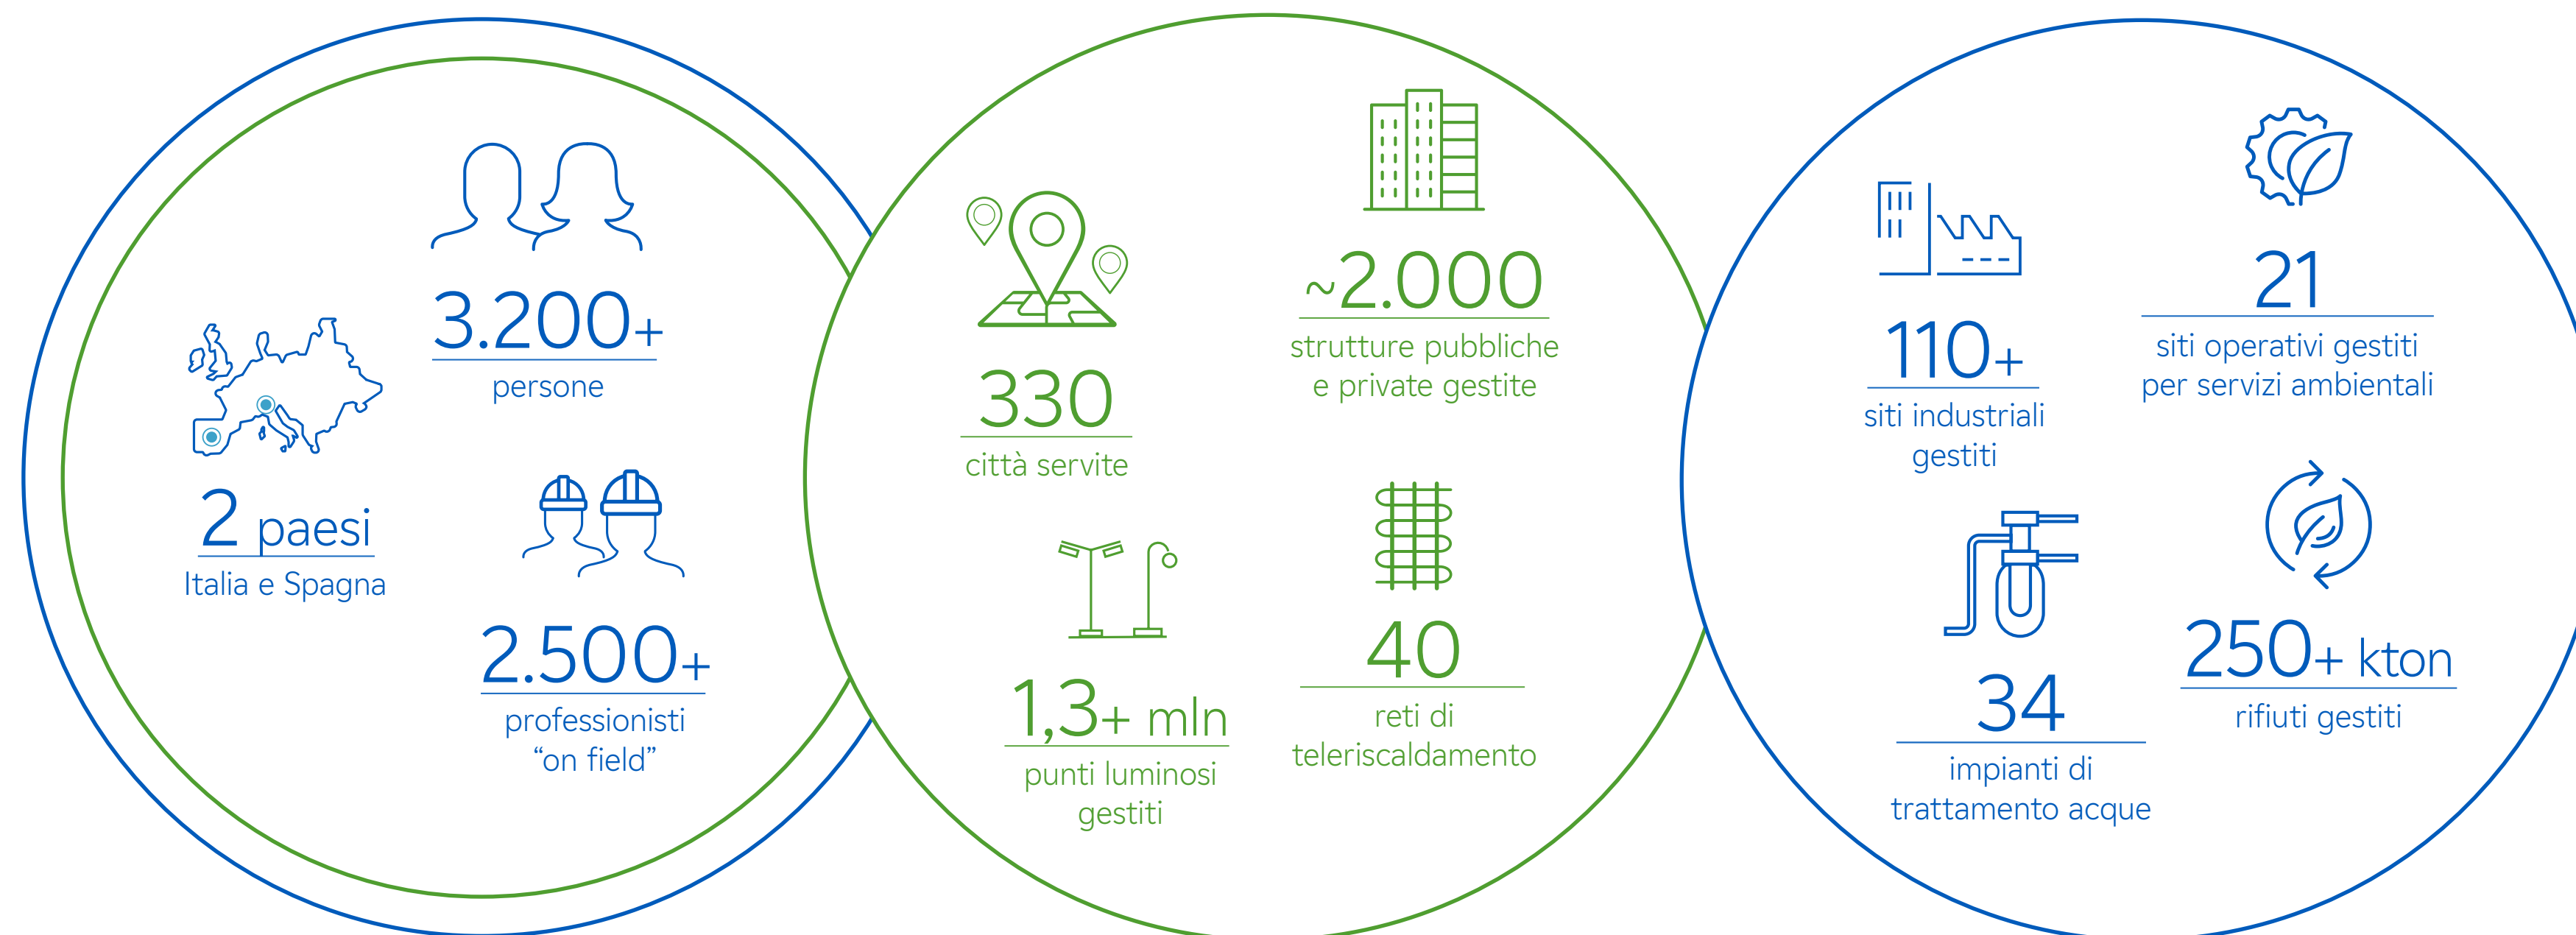 3.200+
persone
2 paesi
Italia e Spagna
2.500+
professionisti
“on field”
330
città servite
~2.000
strutture pubbliche
e private gestite
1,3+ mln
punti luminosi
gestiti
40
reti di
teleriscaldamento
110+
siti industriali
gestiti
21
siti operativi gestiti
per servizi ambientali
34
impianti di
trattamento acque
250+ kton
rifiuti gestiti